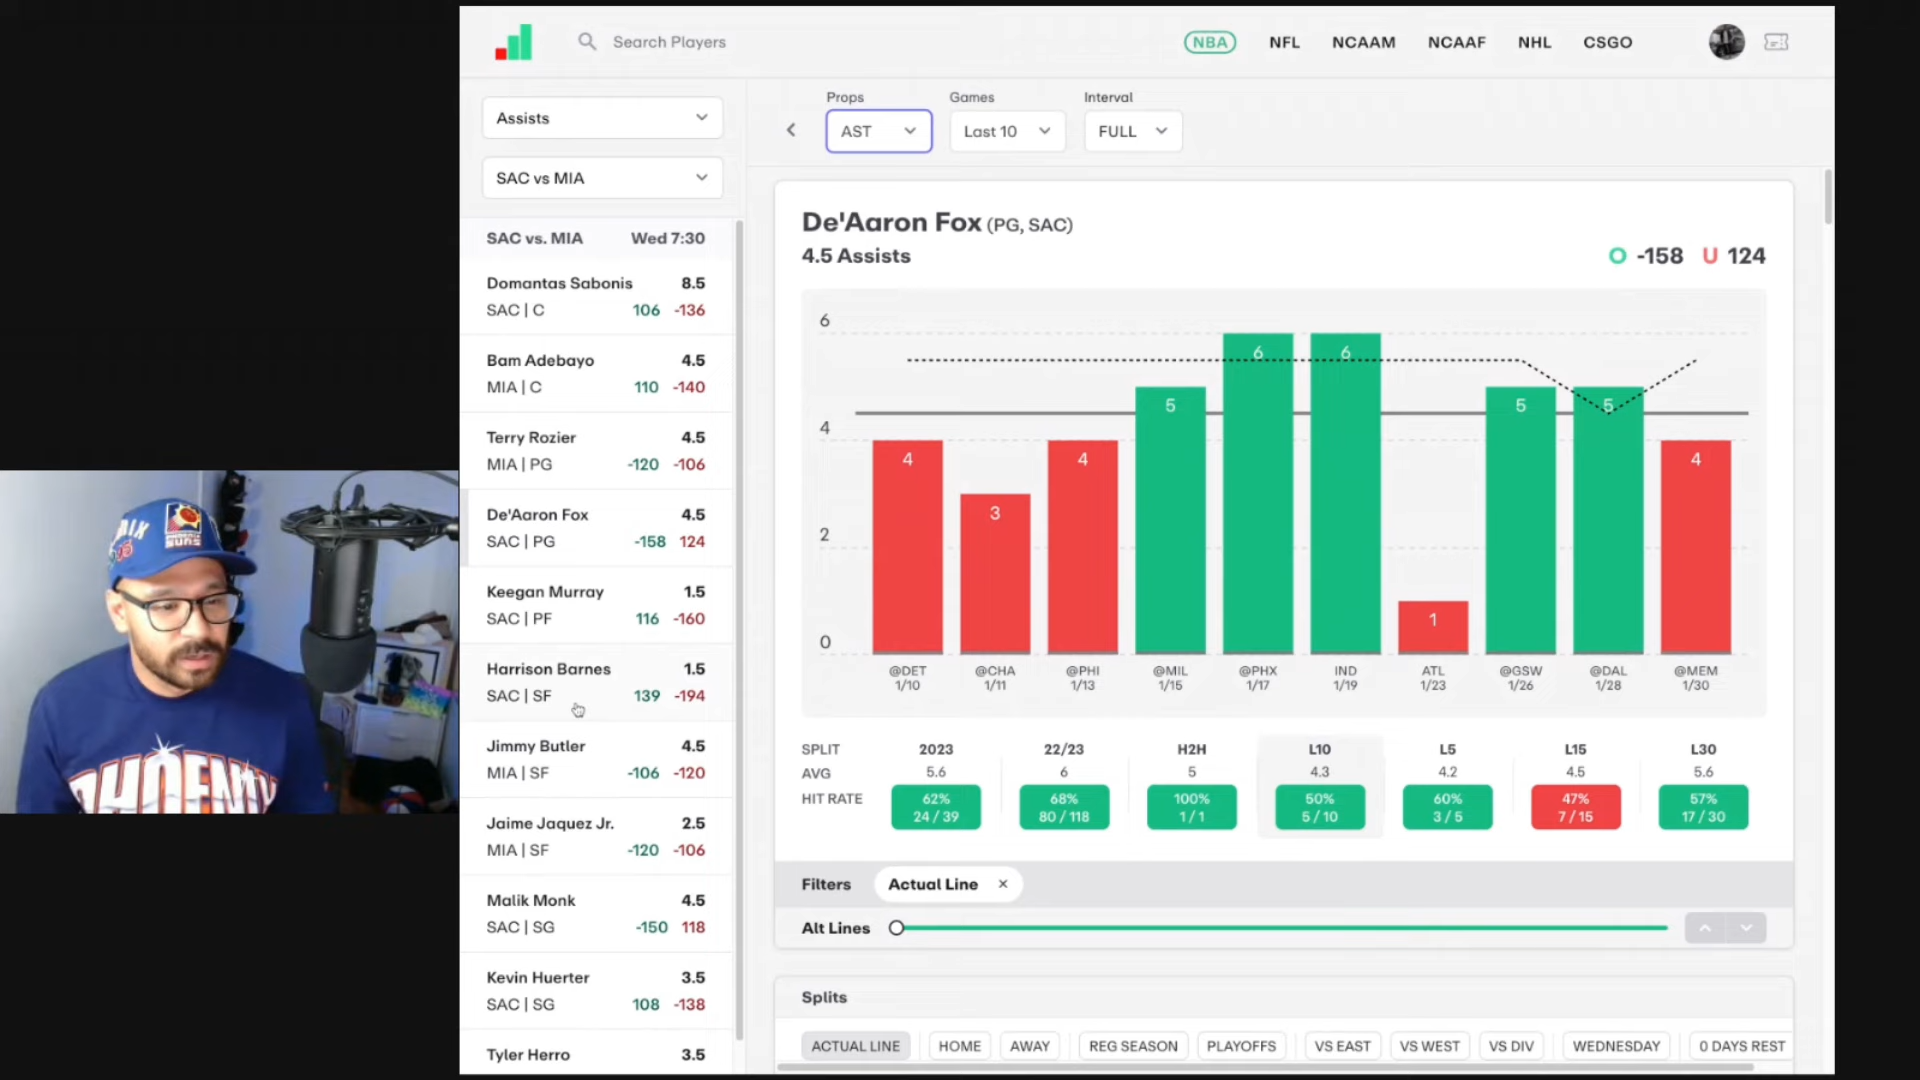 Search Players
NBA
NFL
NCAAM
NCAAF
NHL
CSGO
Assists
SAC vs MIA
SAC vs. MIA Wed 7:30
Domantas Sabonis 8.5
SAC | C 106 -136
Bam Adebayo 4.5
MIA | C 110 -140
Terry Rozier 4.5
MIA | PG -120 -106
De'Aaron Fox 4.5
SAC | PG -158 124
Keegan Murray 1.5
SAC | PF 116 -160
Harrison Barnes 1.5
SAC | SF 139 -194
Jimmy Butler 4.5
MIA | SF -106 -120
Jaime Jaquez Jr. 2.5
MIA | SF -120 -106
Malik Monk 4.5
SAC | SG -150 118
Kevin Huerter 3.5
SAC | SG 108 -138
Tyler Herro 3.5
Props Games Interval
AST Last 10 FULL
De'Aaron Fox (PG, SAC)
4.5 Assists
O -158 U 124
6
4
2
0
4 3 4 5 6 6 1 5 5 4
@DET @CHA @PHI @MIL @PHX IND ATL @GSW @DAL @MEM
1/10 1/11 1/13 1/15 1/17 1/19 1/23 1/26 1/28 1/30
SPLIT 2023 22/23 H2H L10 L5 L15 L30
AVG 5.6 6 5 4.3 4.2 4.5 5.6
HIT RATE 62% 68% 100% 50% 60% 47% 57%
24 / 39 80 / 118 1 / 1 5 / 10 3 / 5 7 / 15 17 / 30
Filters Actual Line ×
Alt Lines
Splits
ACTUAL LINE HOME AWAY REG SEASON PLAYOFFS VS EAST VS WEST VS DIV WEDNESDAY 0 DAYS REST
SUNS